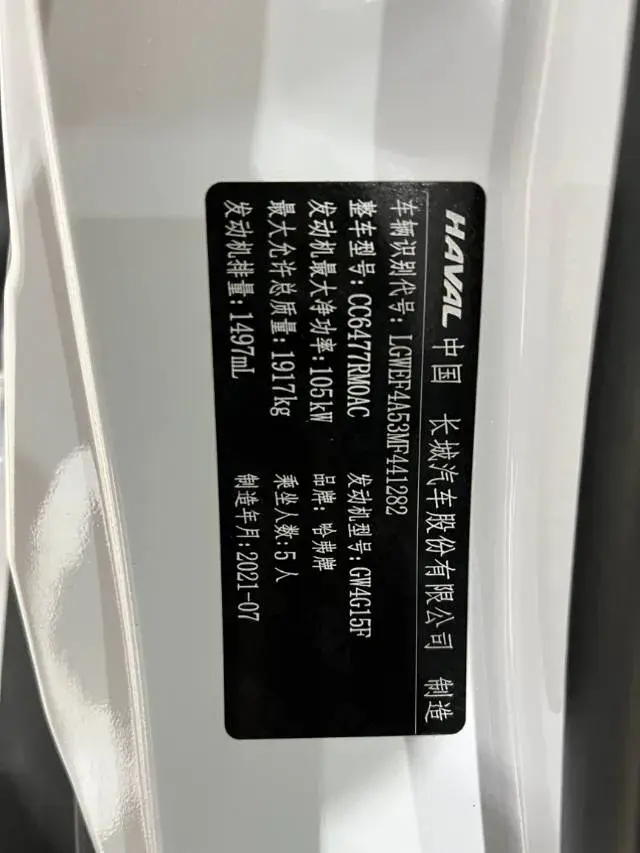 HAVAL 中国 长城汽车股份有限公司 制造
车辆识别代号: LGWEF4A53MF441282
整车型号: CC6477RM0AC 发动机型号: GW4G15F
发动机最大净功率: 105kW 品牌: 哈弗牌
最大允许总质量: 1917kg 乘坐人数: 5人
发动机排量: 1497mL 制造年月: 2021-07